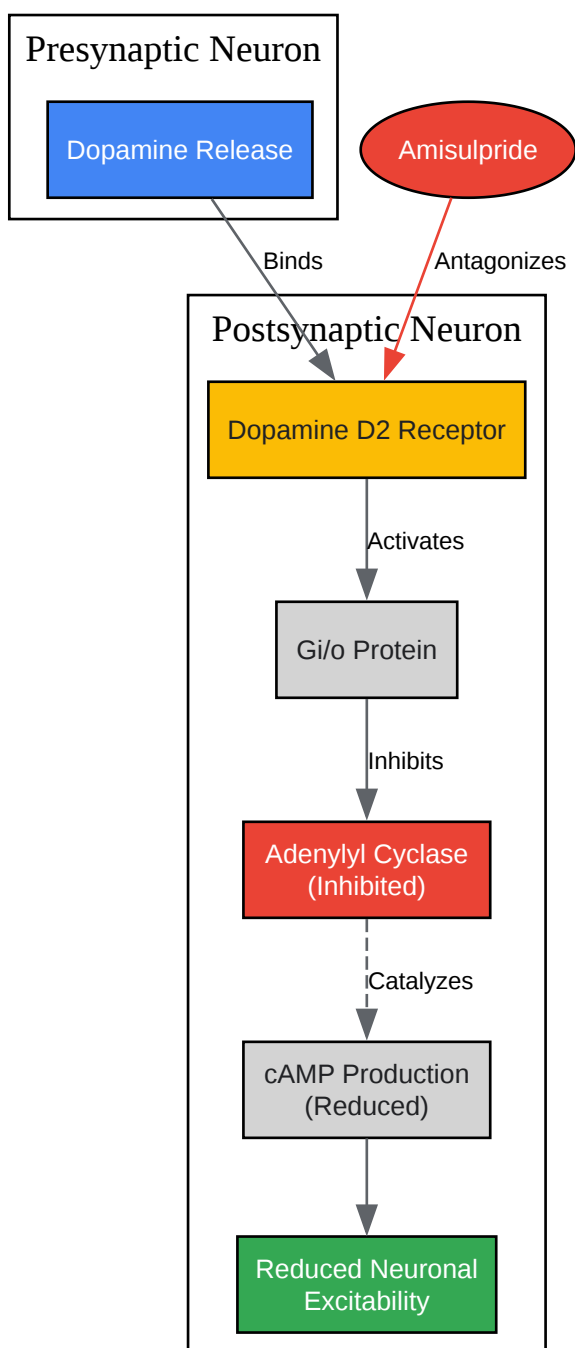 Presynaptic Neuron
Dopamine Release
Amisulpride
Binds
Antagonizes
Postsynaptic Neuron
Dopamine D2 Receptor
Activates
Gi/o Protein
Inhibits
Adenylyl Cyclase
(Inhibited)
Catalyzes
cAMP Production
(Reduced)
Reduced Neuronal
Excitability